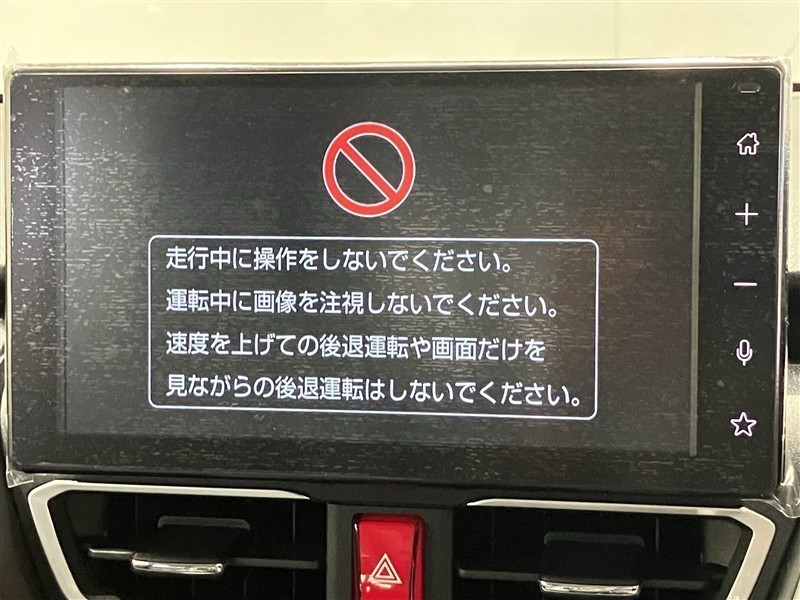 走行中に操作をしないでください。
運転中に画像を注視しないでください。
速度を上げての後退運転や画面だけを
見ながらの後退運転はしないでください。